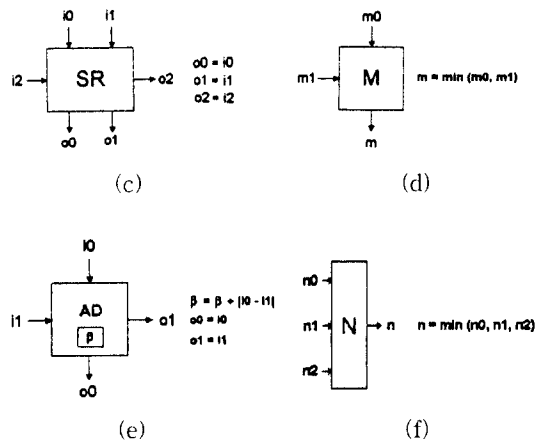 i0 i1
i2 SR o2
o0 = i0
o1 = i1
o2 = i2
o0 o1
(c)
m0
m1 M m = min (m0, m1)
m
(d)
i0
i1 AD o1
β
β = β + |i0 - i1|
o0 = i0
o1 = i1
o0
(e)
n0
n1 N n n = min (n0, n1, n2)
n2
(f)